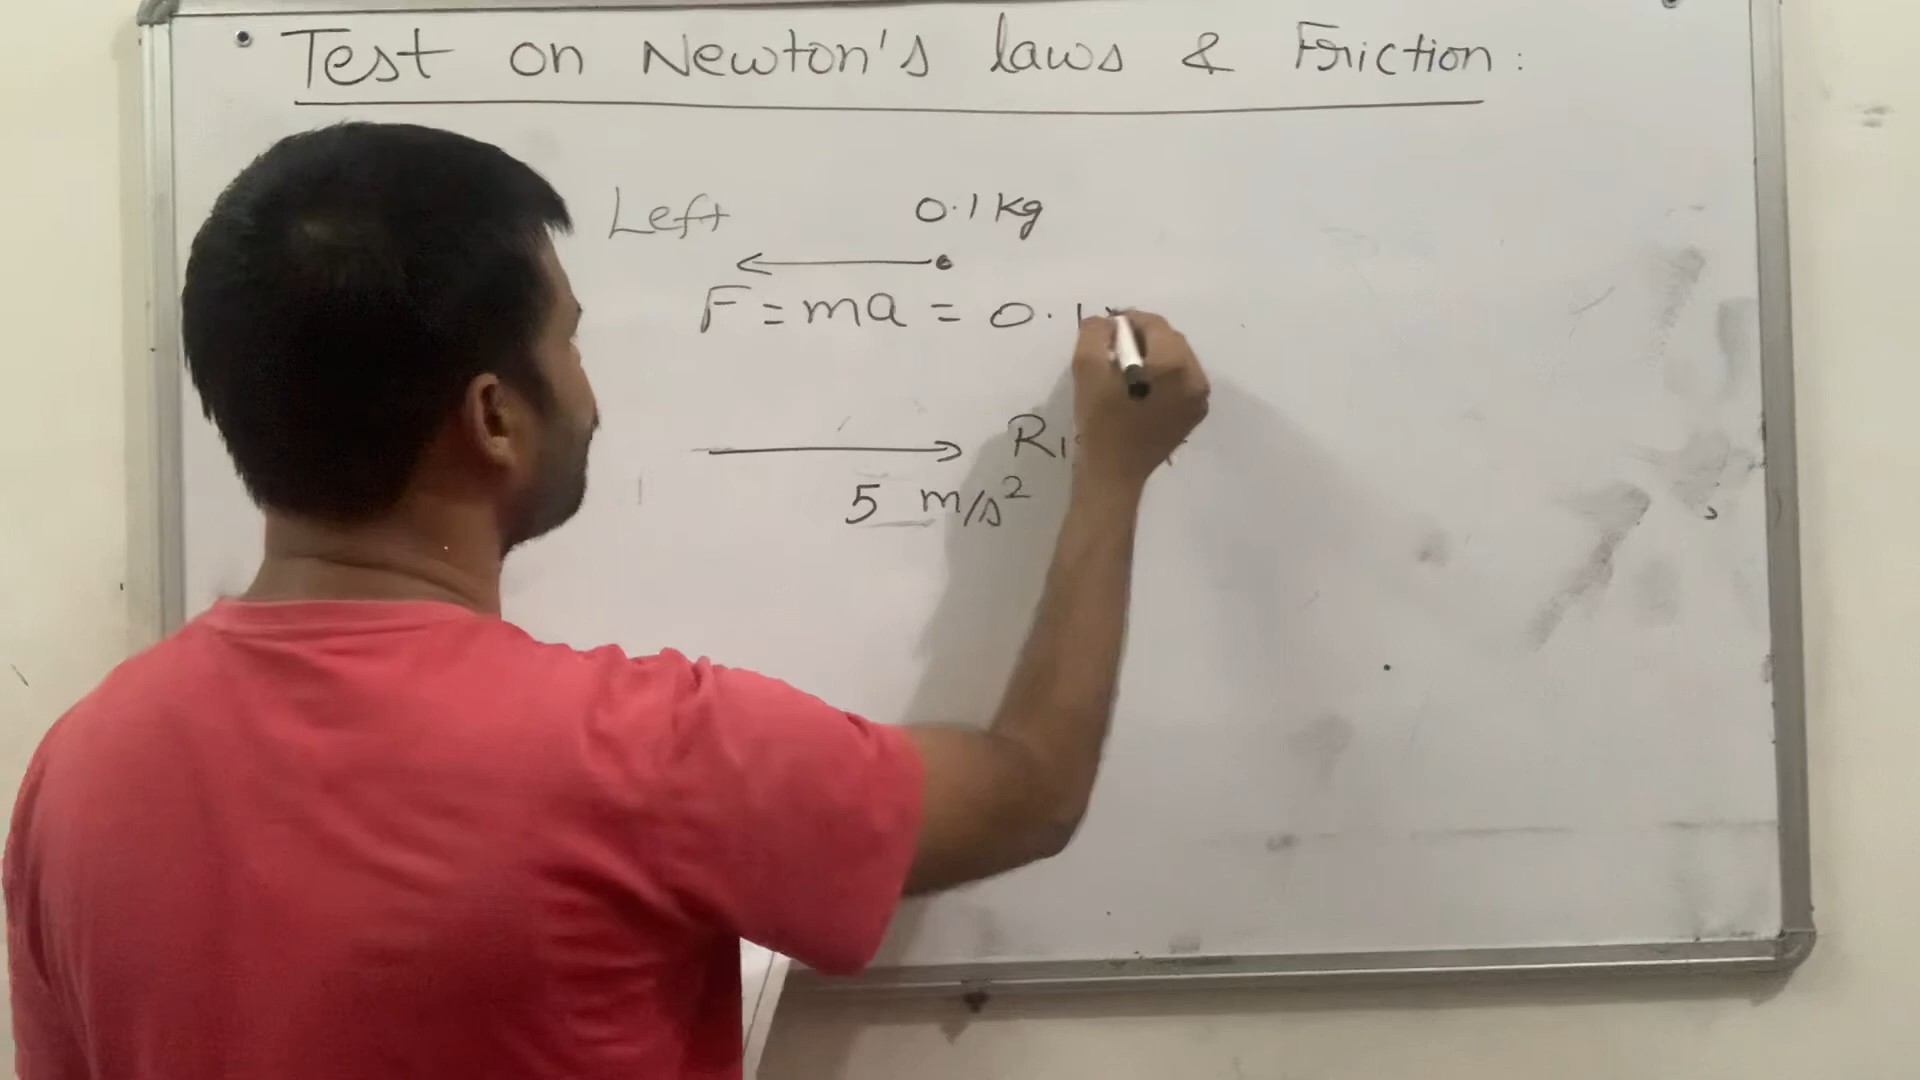 Test on Newton's laws & Friction:
Left
0.1 kg
F = ma = 0.1
5 m/s²